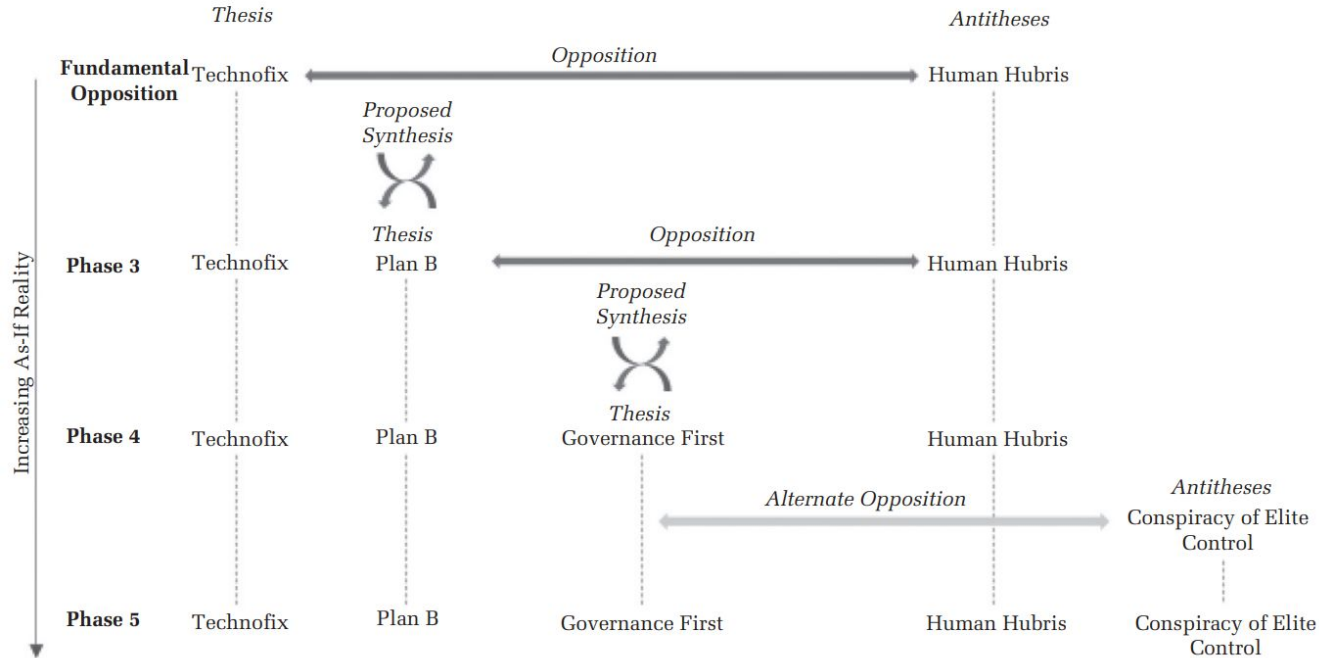 Thesis
Antitheses
Opposition
Fundamental
Opposition
Technofix
Human Hubris
Proposed
Synthesis
Thesis
Opposition
Phase 3
Technofix
Plan B
Human Hubris
Proposed
Synthesis
Thesis
Phase 4
Technofix
Plan B
Governance First
Human Hubris
Alternate Opposition
Antitheses
Conspiracy of Elite
Control
Phase 5
Technofix
Plan B
Governance First
Human Hubris
Conspiracy of Elite
Control
Increasing As-If Reality